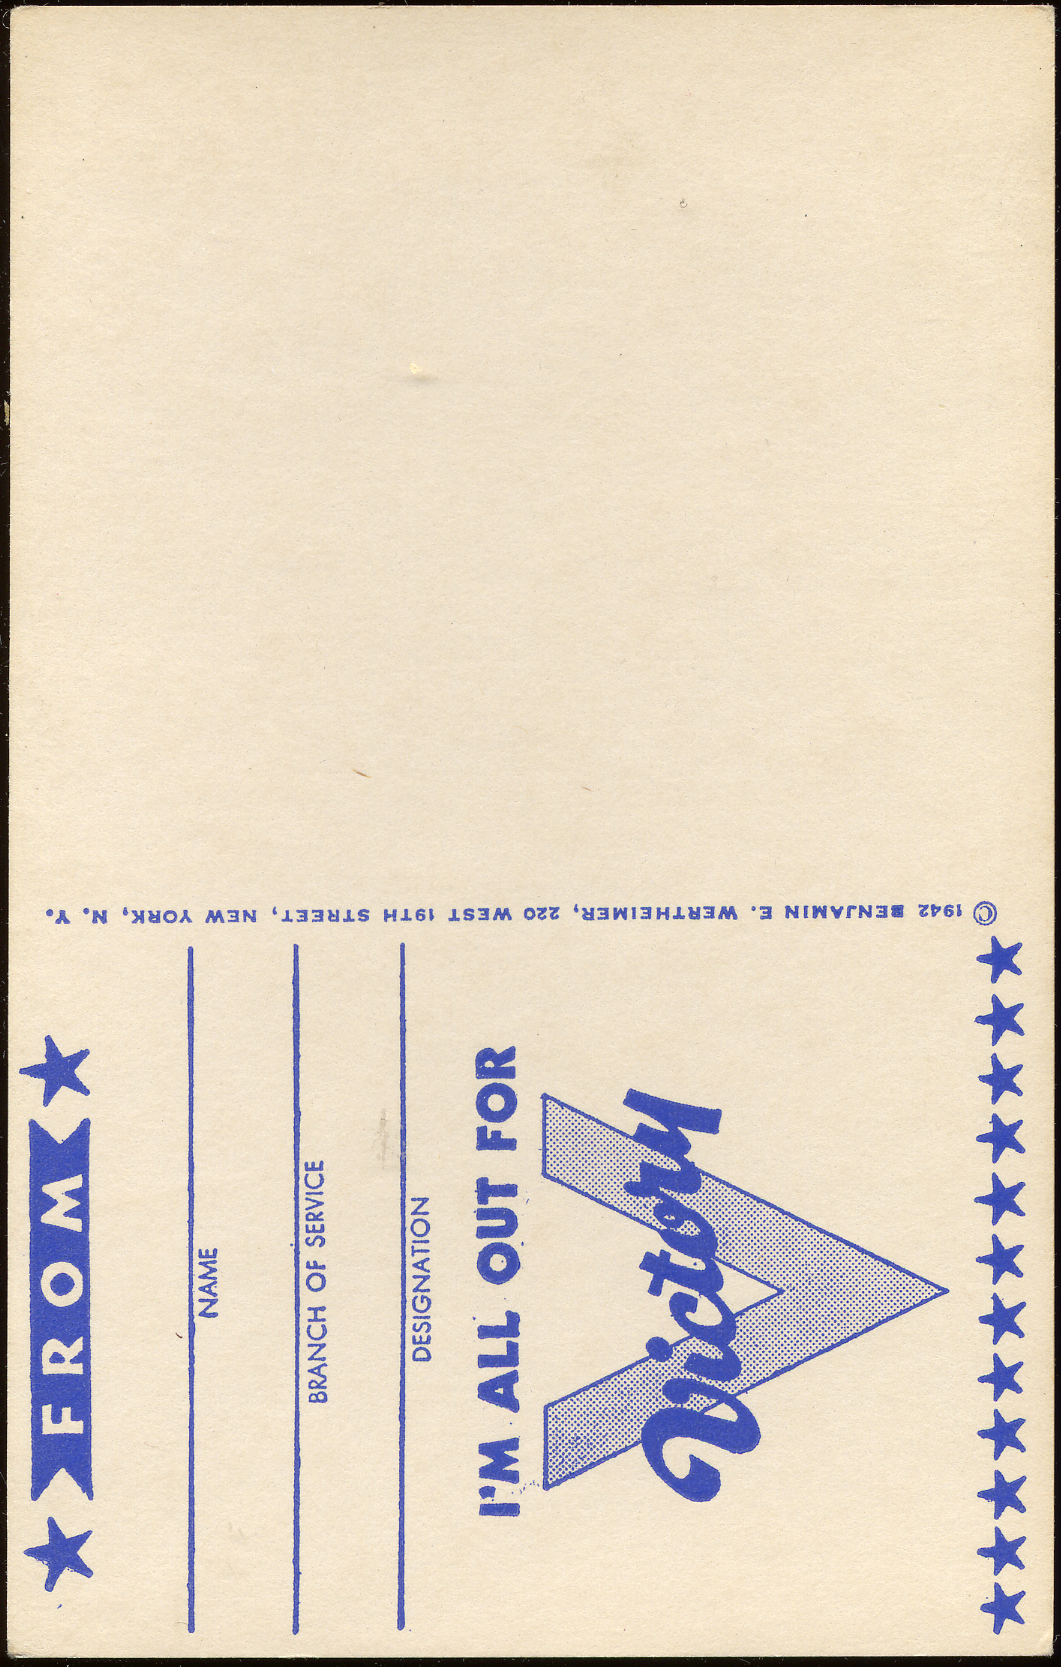 FROM
NAME
BRANCH OF SERVICE
DESIGNATION
I'M ALL OUT FOR
Victory
© 1942 BENJAMIN E. WERTHEIMER, 220 WEST 19TH STREET, NEW YORK, N. Y.